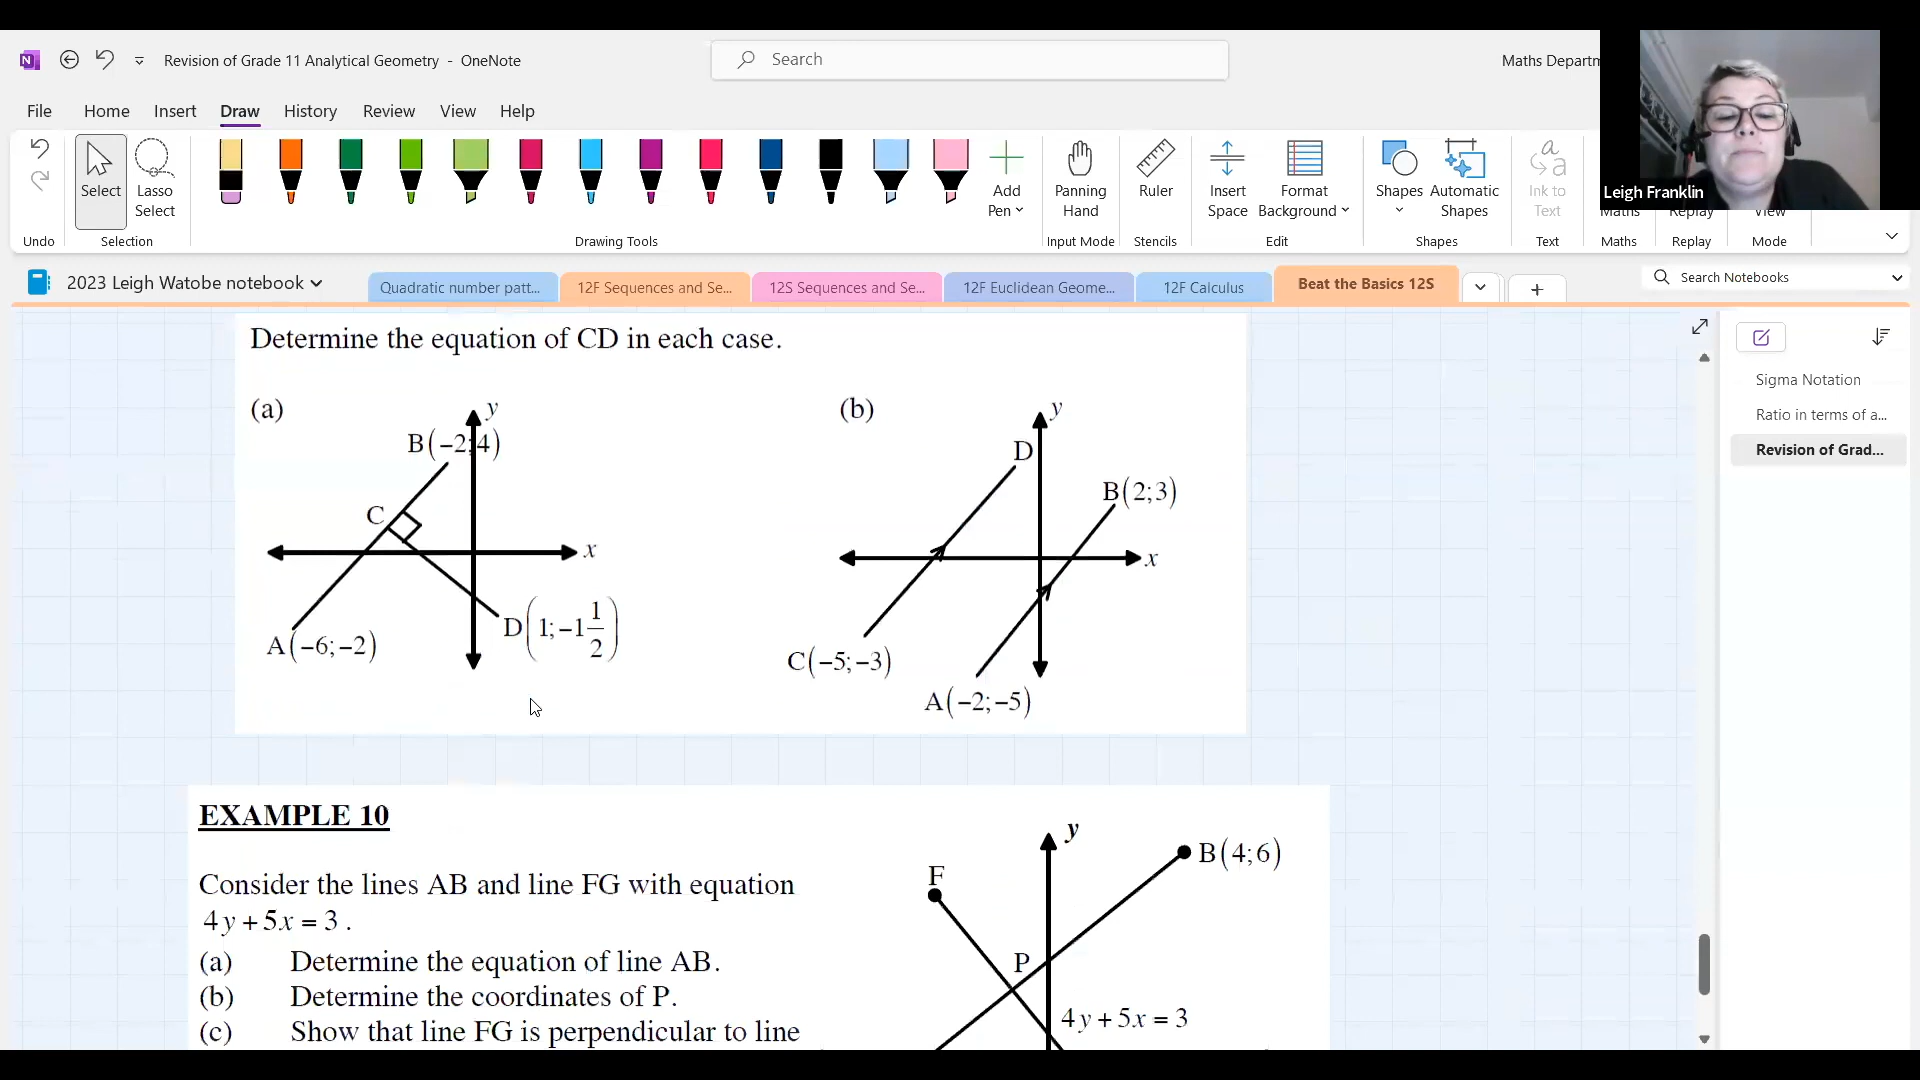 Revision of Grade 11 Analytical Geometry - OneNote
Search
Maths Departm
File Home Insert Draw History Review View Help
Select
Lasso
Select
Add
Pen
Panning
Hand
Ruler
Insert
Space
Format
Background
Shapes
Automatic
Shapes
Ink to
Text
Maths
Replay
View
Leigh Franklin
Undo Selection Drawing Tools Input Mode Stencils Edit Shapes Text Maths Replay Mode
2023 Leigh Watobe notebook
Quadratic number patt...
12F Sequences and Se...
12S Sequences and Se...
12F Euclidean Geome...
12F Calculus
Beat the Basics 12S
Search Notebooks
Sigma Notation
Ratio in terms of a...
Revision of Grad...
Determine the equation of CD in each case.
(a)
y
B(−2;4)
C
x
A(−6;−2)
D(1;−1 1/2)
(b)
y
D
B(2;3)
x
C(−5;−3)
A(−2;−5)
EXAMPLE 10
Consider the lines AB and line FG with equation
4y + 5x = 3 .
(a) Determine the equation of line AB.
(b) Determine the coordinates of P.
(c) Show that line FG is perpendicular to line
y
F
B(4;6)
P
4y + 5x = 3